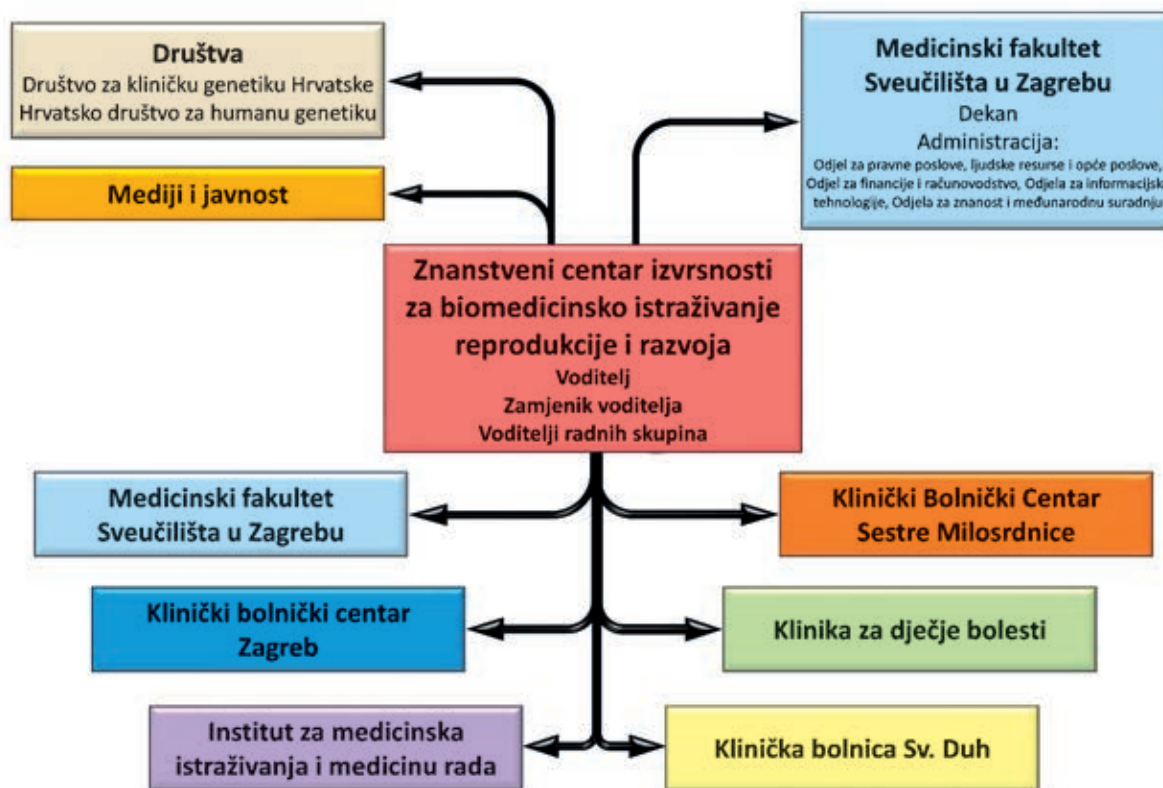 Društva
Društvo za kliničku genetiku Hrvatske
Hrvatsko društvo za humanu genetiku
Mediji i javnost
Medicinski fakultet
Sveučilišta u Zagrebu
Dekan
Administracija:
Odjel za pravne poslove, ljudske resurse i opće poslove,
Odjel za financije i računovodstvo, Odjela za informacijske
tehnologije, Odjela za znanost i međunarodnu suradnju
Znanstveni centar izvrsnosti
za biomedicinsko istraživanje
reprodukcije i razvoja
Voditelj
Zamjenik voditelja
Voditelji radnih skupina
Medicinski fakultet
Sveučilišta u Zagrebu
Klinički Bolnički Centar
Sestre Milosrdnice
Klinički bolnički centar
Zagreb
Klinika za dječje bolesti
Institut za medicinska
istraživanja i medicinu rada
Klinička bolnica Sv. Duh